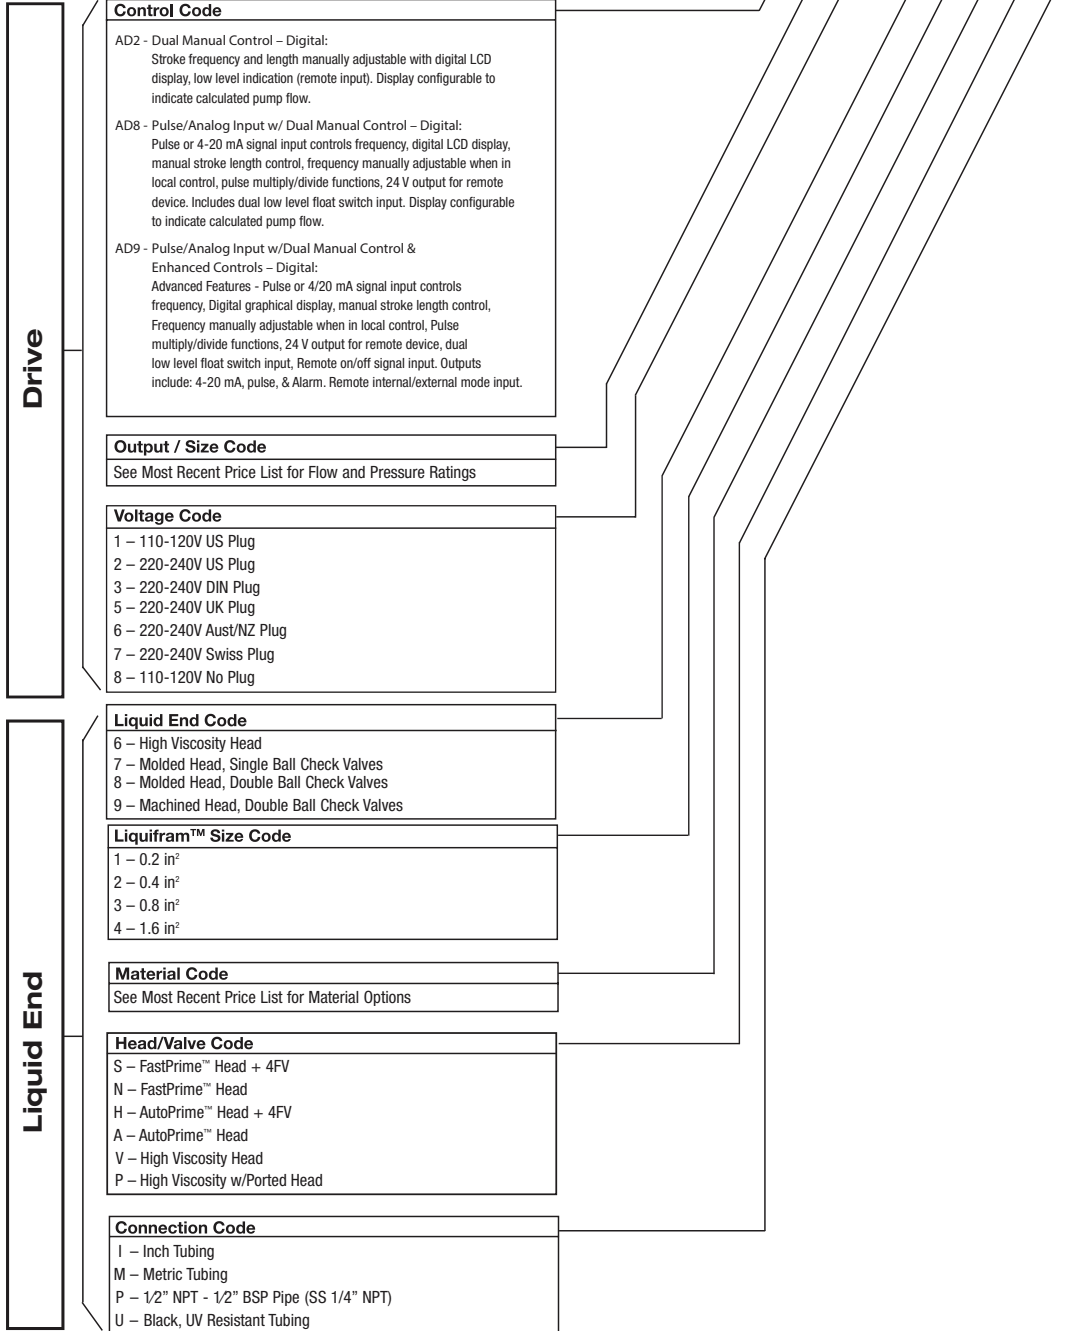 Drive
Control Code
AD2 - Dual Manual Control – Digital:
Stroke frequency and length manually adjustable with digital LCD
display, low level indication (remote input). Display configurable to
indicate calculated pump flow.
AD8 - Pulse/Analog Input w/ Dual Manual Control – Digital:
Pulse or 4-20 mA signal input controls frequency, digital LCD display,
manual stroke length control, frequency manually adjustable when in
local control, pulse multiply/divide functions, 24 V output for remote
device. Includes dual low level float switch input. Display configurable
to indicate calculated pump flow.
AD9 - Pulse/Analog Input w/Dual Manual Control &
Enhanced Controls – Digital:
Advanced Features - Pulse or 4/20 mA signal input controls
frequency, Digital graphical display, manual stroke length control,
Frequency manually adjustable when in local control, Pulse
multiply/divide functions, 24 V output for remote device, dual
low level float switch input, Remote on/off signal input. Outputs
include: 4-20 mA, pulse, & Alarm. Remote internal/external mode input.
Output / Size Code
See Most Recent Price List for Flow and Pressure Ratings
Voltage Code
1 – 110-120V US Plug
2 – 220-240V US Plug
3 – 220-240V DIN Plug
5 – 220-240V UK Plug
6 – 220-240V Aust/NZ Plug
7 – 220-240V Swiss Plug
8 – 110-120V No Plug
Liquid End
Liquid End Code
6 – High Viscosity Head
7 – Molded Head, Single Ball Check Valves
8 – Molded Head, Double Ball Check Valves
9 – Machined Head, Double Ball Check Valves
Liquifram™ Size Code
1 – 0.2 in²
2 – 0.4 in²
3 – 0.8 in²
4 – 1.6 in²
Material Code
See Most Recent Price List for Material Options
Head/Valve Code
S – FastPrime™ Head + 4FV
N – FastPrime™ Head
H – AutoPrime™ Head + 4FV
A – AutoPrime™ Head
V – High Viscosity Head
P – High Viscosity w/Ported Head
Connection Code
I – Inch Tubing
M – Metric Tubing
P – 1⁄2” NPT - 1⁄2” BSP Pipe (SS 1/4” NPT)
U – Black, UV Resistant Tubing